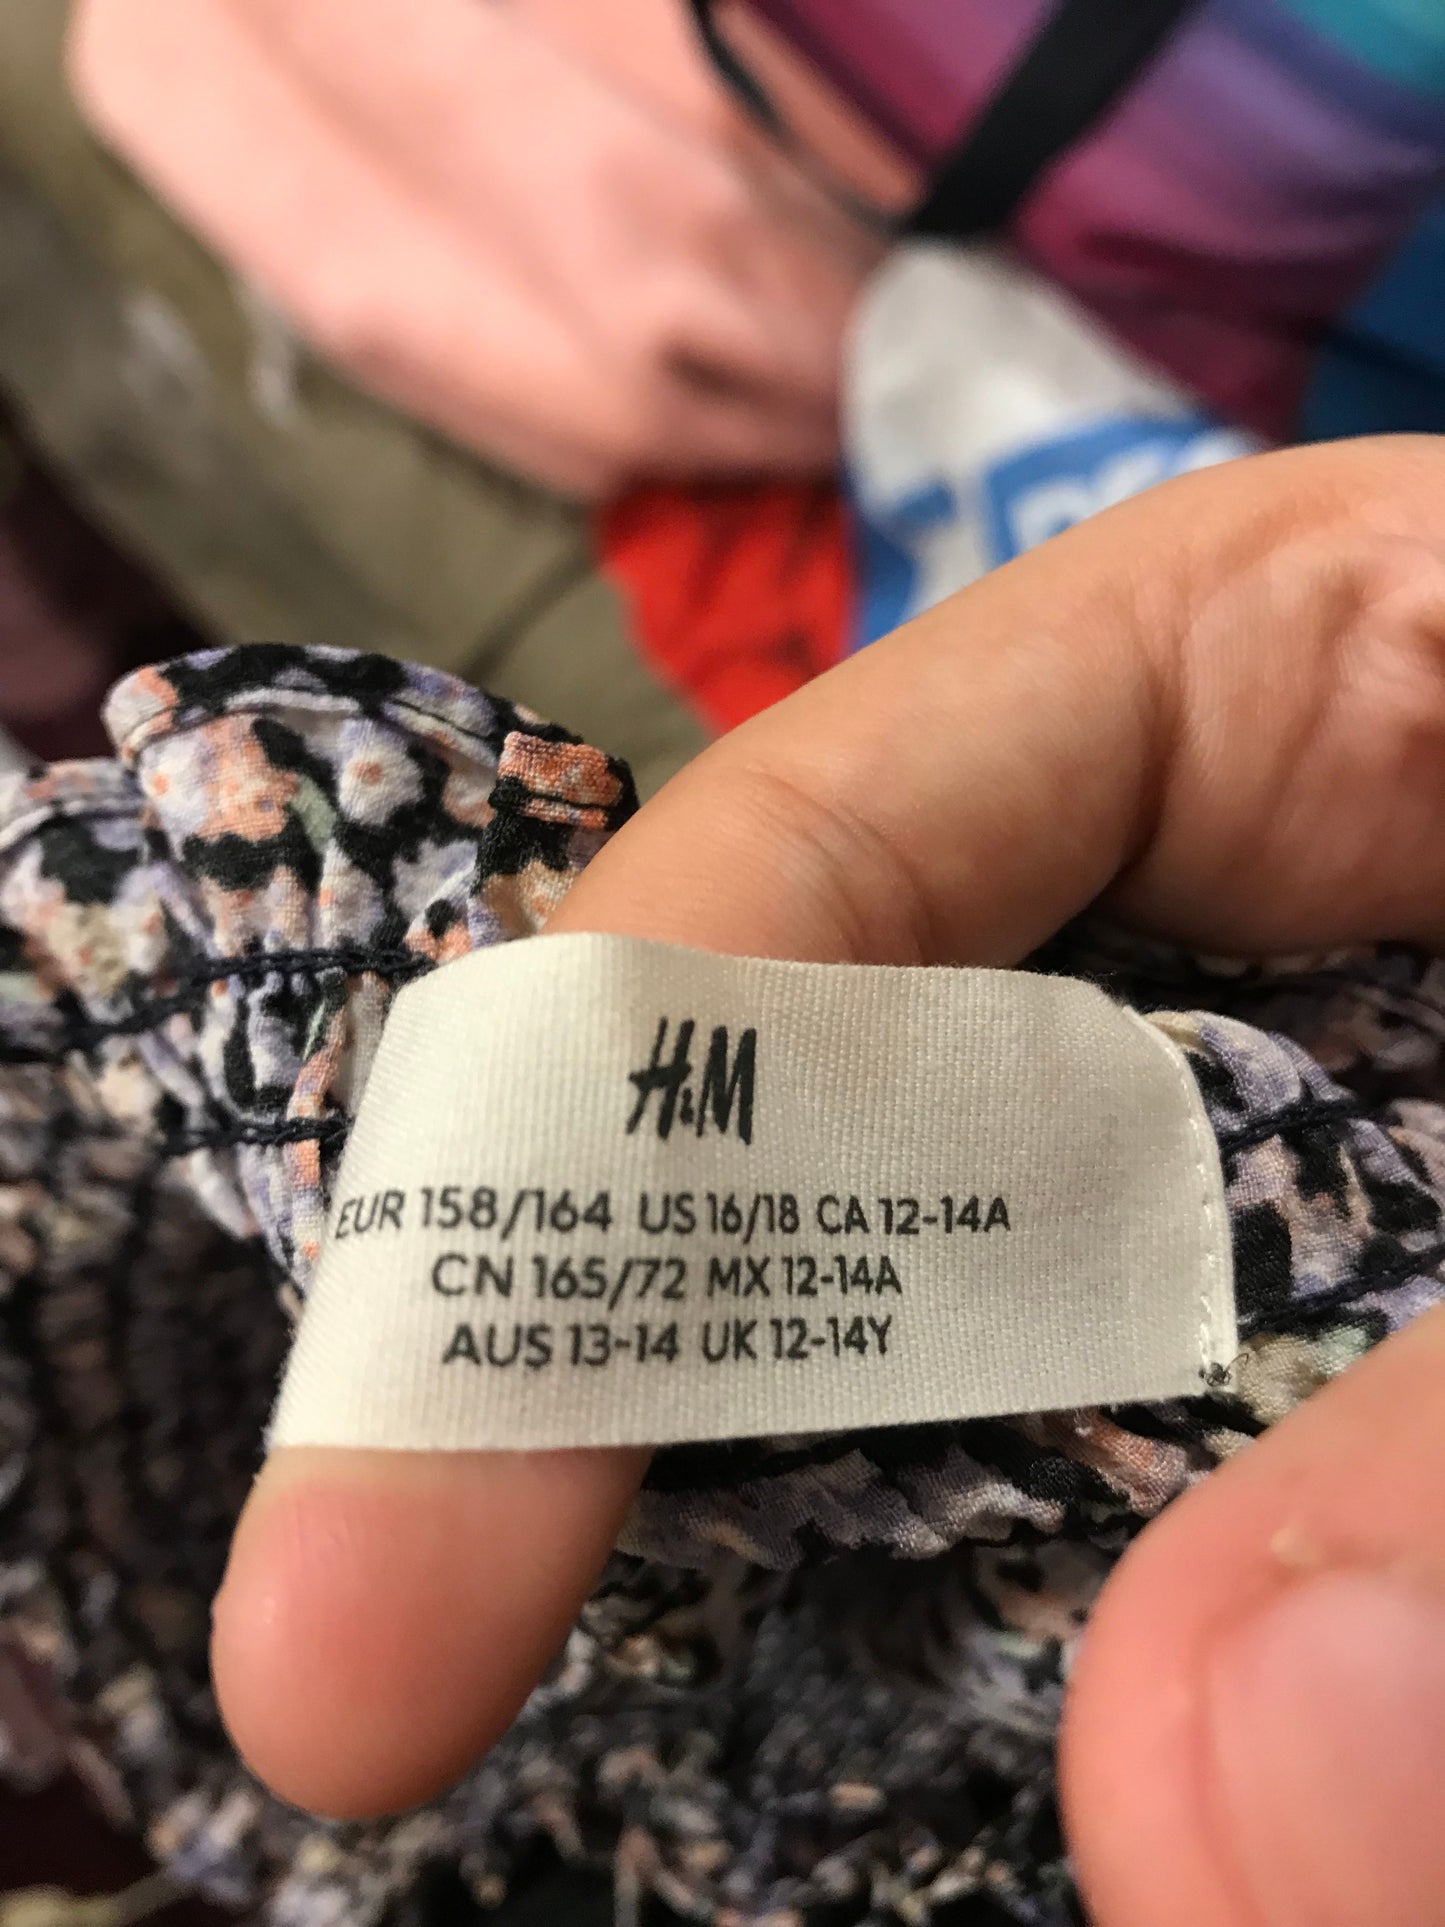 H&M
EUR 158/164 US 16/18 CA 12-14A
CN 165/72 MX 12-14A
AUS 13-14 UK 12-14Y